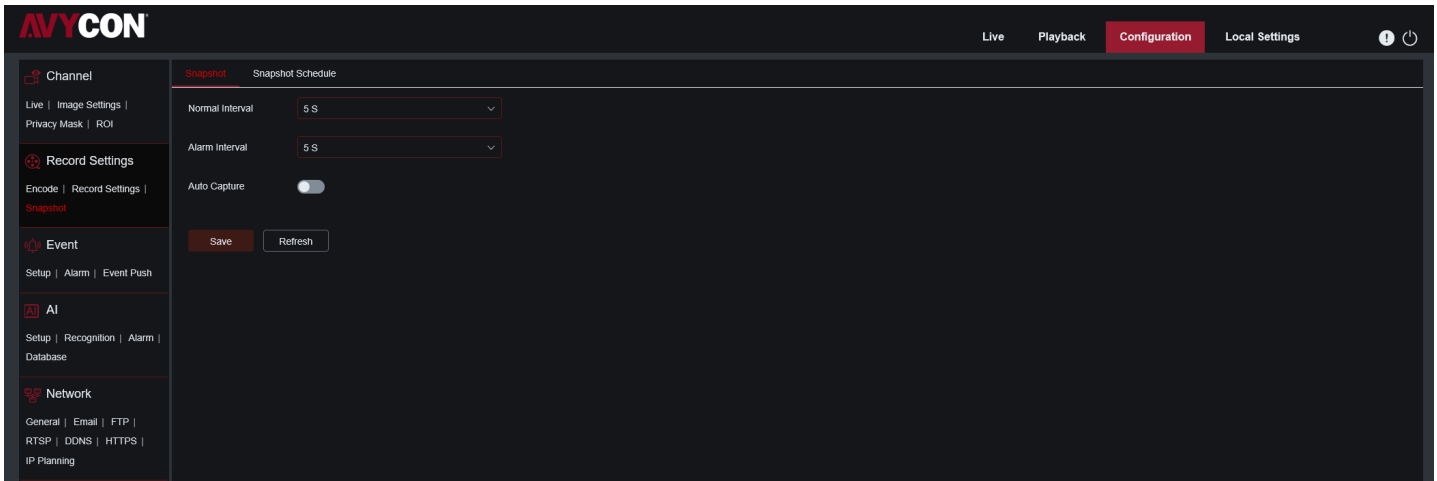 AVYCON
Live Playback Configuration Local Settings
Channel
Live | Image Settings |
Privacy Mask | ROI
Record Settings
Encode | Record Settings |
Snapshot
Event
Setup | Alarm | Event Push
AI AI
Setup | Recognition | Alarm |
Database
Network
General | Email | FTP |
RTSP | DDNS | HTTPS |
IP Planning
Snapshot Snapshot Schedule
Normal Interval 5 S
Alarm Interval 5 S
Auto Capture
Save Refresh